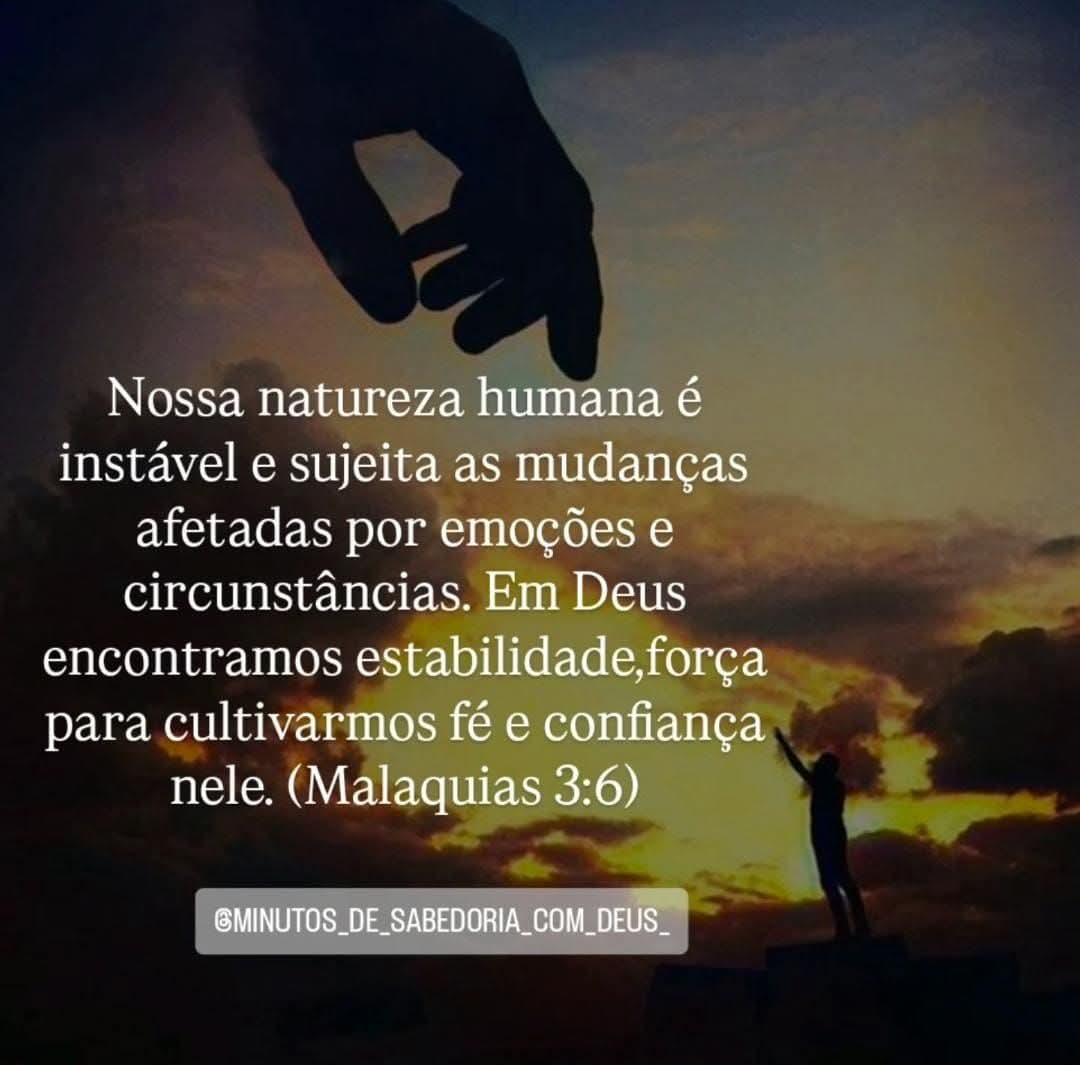 Nossa natureza humana é
instável e sujeita as mudanças
afetadas por emoções e
circunstâncias. Em Deus
encontramos estabilidade,força
para cultivarmos fé e confiança
nele. (Malaquias 3:6)
@MINUTOS_DE_SABEDORIA_COM_DEUS_